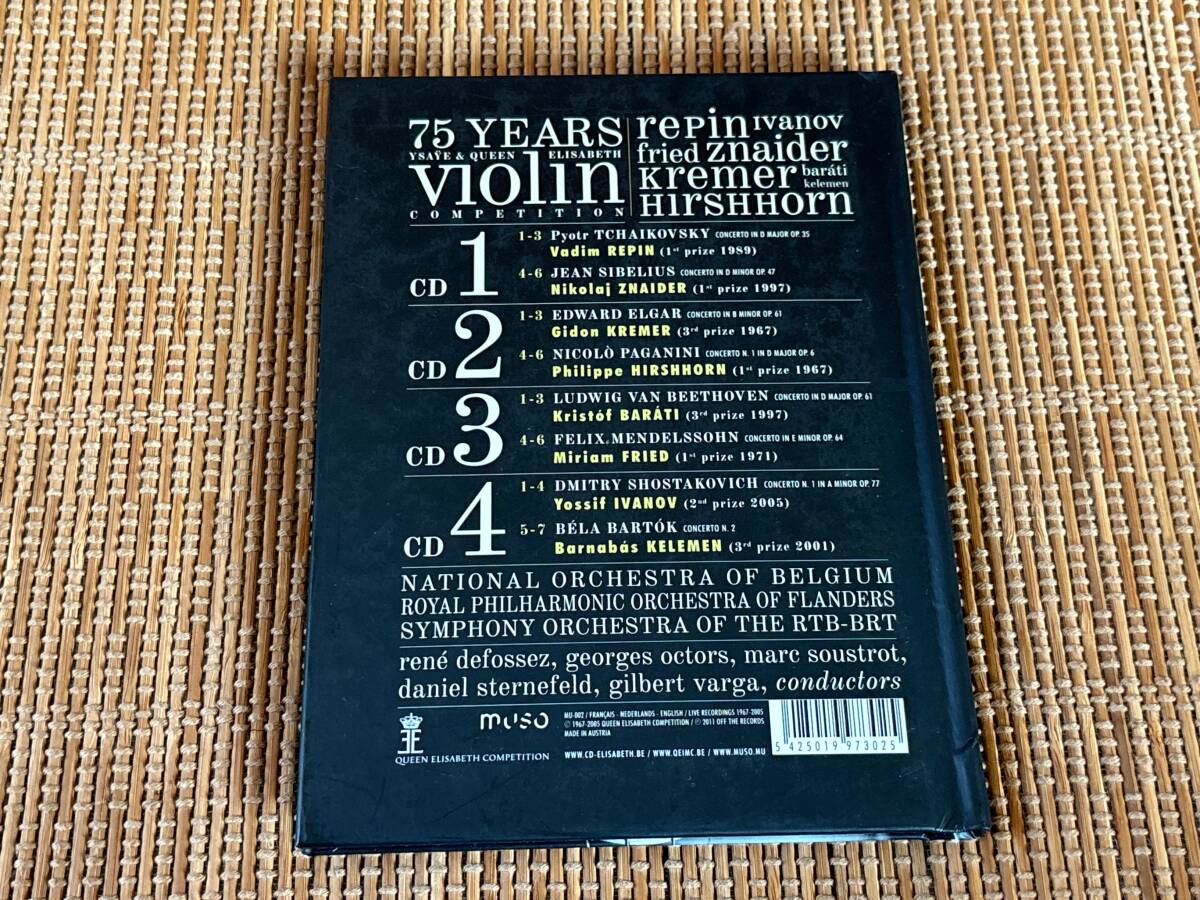 75 YEARS
YSAŸE & QUEEN ELISABETH
violin
COMPETITION
Repin Ivanov
fried Znaider
Kremer baráti
kelemen
Hirshhorn
CD 1
1-3 Pyotr TCHAIKOVSKY CONCERTO IN D MAJOR OP. 35
Vadim REPIN (1st prize 1989)
4-6 JEAN SIBELIUS CONCERTO IN D MINOR OP. 47
Nikolaj ZNAIDER (1st prize 1997)
CD 2
1-3 EDWARD ELGAR CONCERTO IN B MINOR OP. 61
Gidon KREMER (3rd prize 1967)
4-6 NICOLÒ PAGANINI CONCERTO N. 1 IN D MAJOR OP. 6
Philippe HIRSHHORN (1st prize 1967)
CD 3
1-3 LUDWIG VAN BEETHOVEN CONCERTO IN D MAJOR OP. 61
Kristóf BARÁTI (3rd prize 1997)
4-6 FELIX MENDELSSOHN CONCERTO IN E MINOR OP. 64
Miriam FRIED (1st prize 1971)
CD 4
1-4 DMITRY SHOSTAKOVICH CONCERTO N. 1 IN A MINOR OP. 77
Yossif IVANOV (2nd prize 2005)
5-7 BÉLA BARTÓK CONCERTO N. 2
Barnabás KELEMEN (3rd prize 2001)
NATIONAL ORCHESTRA OF BELGIUM
ROYAL PHILHARMONIC ORCHESTRA OF FLANDERS
SYMPHONY ORCHESTRA OF THE RTB-BRT
rené defossez, georges octors, marc soustrot,
daniel sternefeld, gilbert varga, conductors
QUEEN ELISABETH COMPETITION
muso
MU-002 / FRANÇAIS - NEDERLANDS - ENGLISH / LIVE RECORDINGS 1967-2005
© 1967-2005 QUEEN ELISABETH COMPETITION / ℗ 2011 OFF THE RECORDS
MADE IN AUSTRIA
WWW.CD-ELISABETH.BE / WWW.QEIMC.BE / WWW.MUSO.MU
5 425019 973025